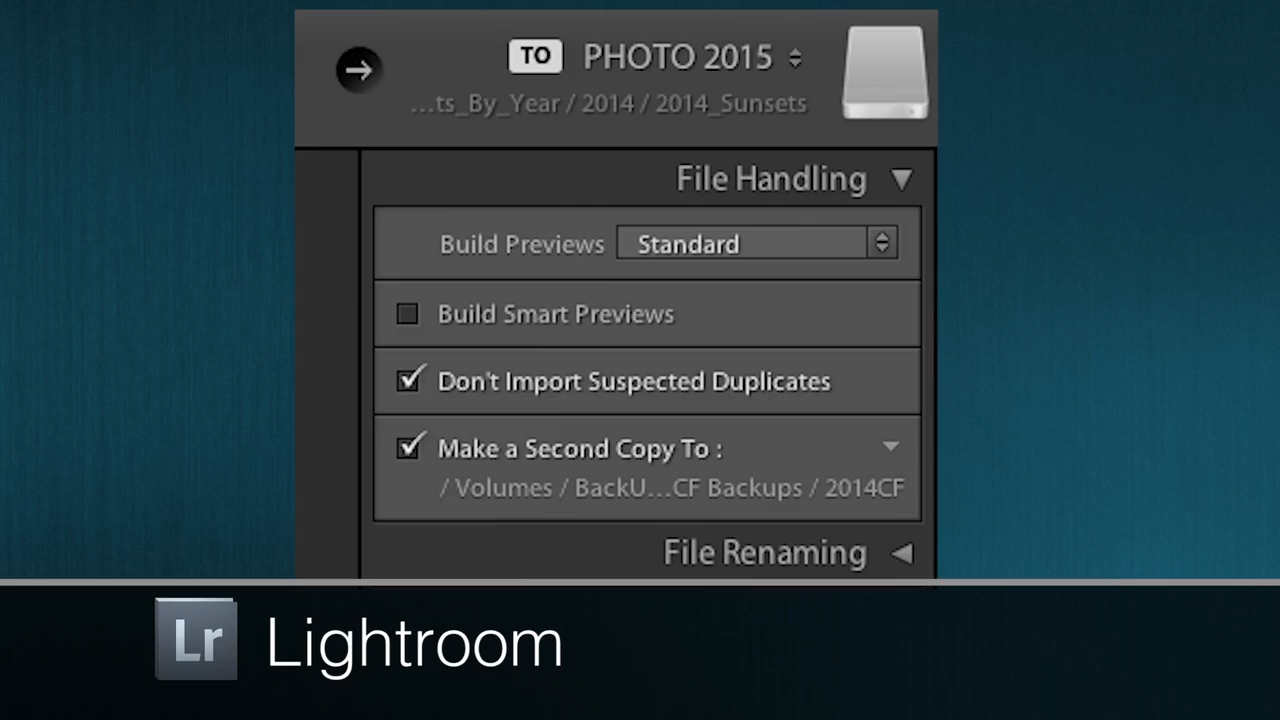 TO PHOTO 2015
...ts_By_Year / 2014 / 2014_Sunsets
File Handling
Build Previews Standard
Build Smart Previews
Don't Import Suspected Duplicates
Make a Second Copy To :
/ Volumes / BackU...CF Backups / 2014CF
File Renaming
Lr Lightroom